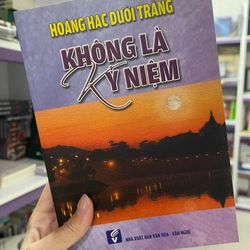 HOÀNG HẠC DƯỚI TRĂNG
KHÔNG LÀ
KỶ NIỆM
NHÀ XUẤT BẢN VĂN HÓA - VĂN NGHỆ